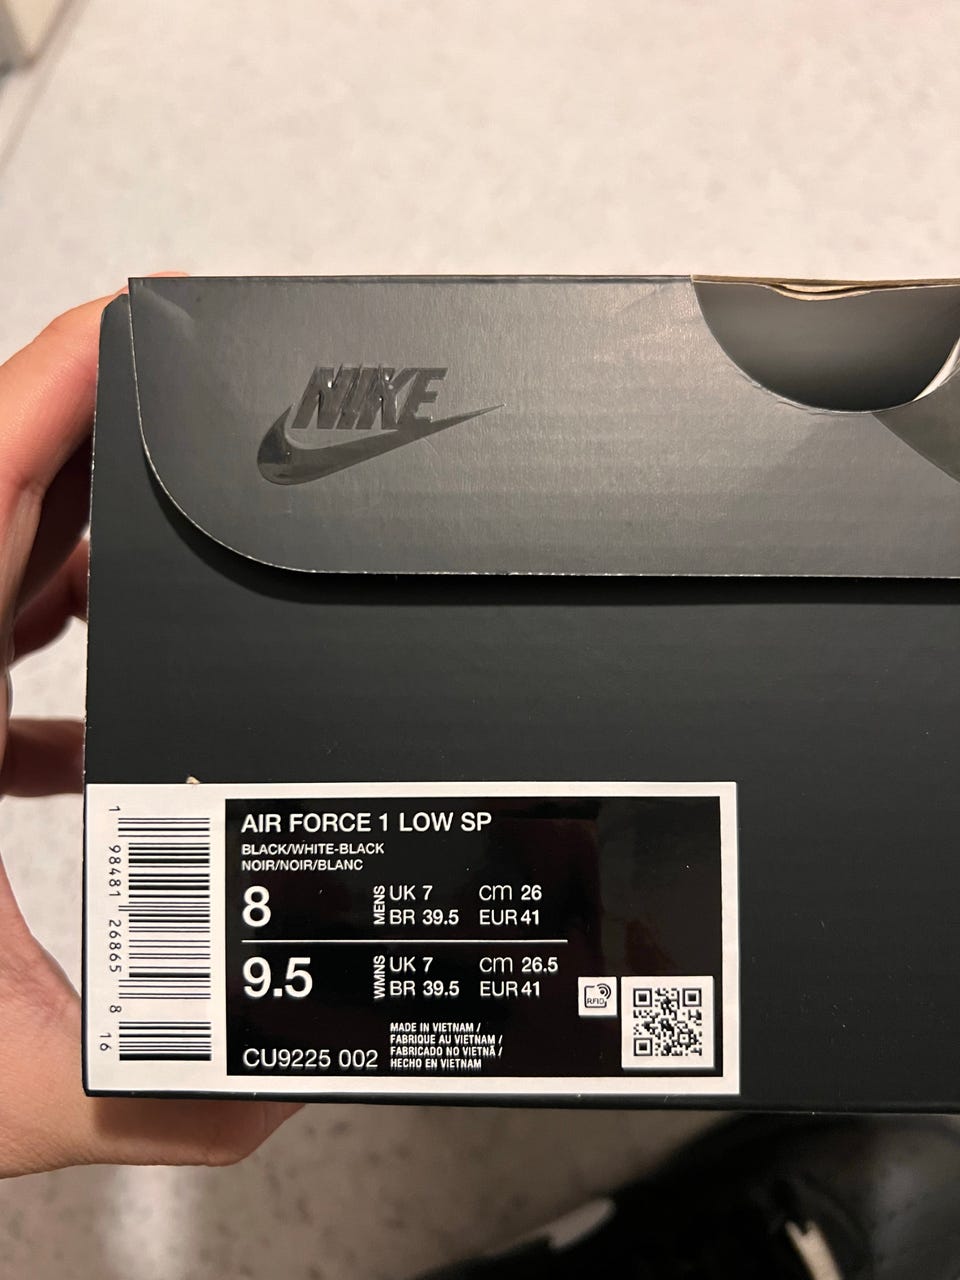 NIKE
1 98481 26865 8 16
AIR FORCE 1 LOW SP
BLACK/WHITE-BLACK
NOIR/NOIR/BLANC
8 MENS UK 7 CM 26
BR 39.5 EUR 41
9.5 WMNS UK 7 CM 26.5
BR 39.5 EUR 41
RFID
MADE IN VIETNAM /
FABRIQUE AU VIETNAM /
FABRICADO NO VIETNÃ /
HECHO EN VIETNAM
CU9225 002